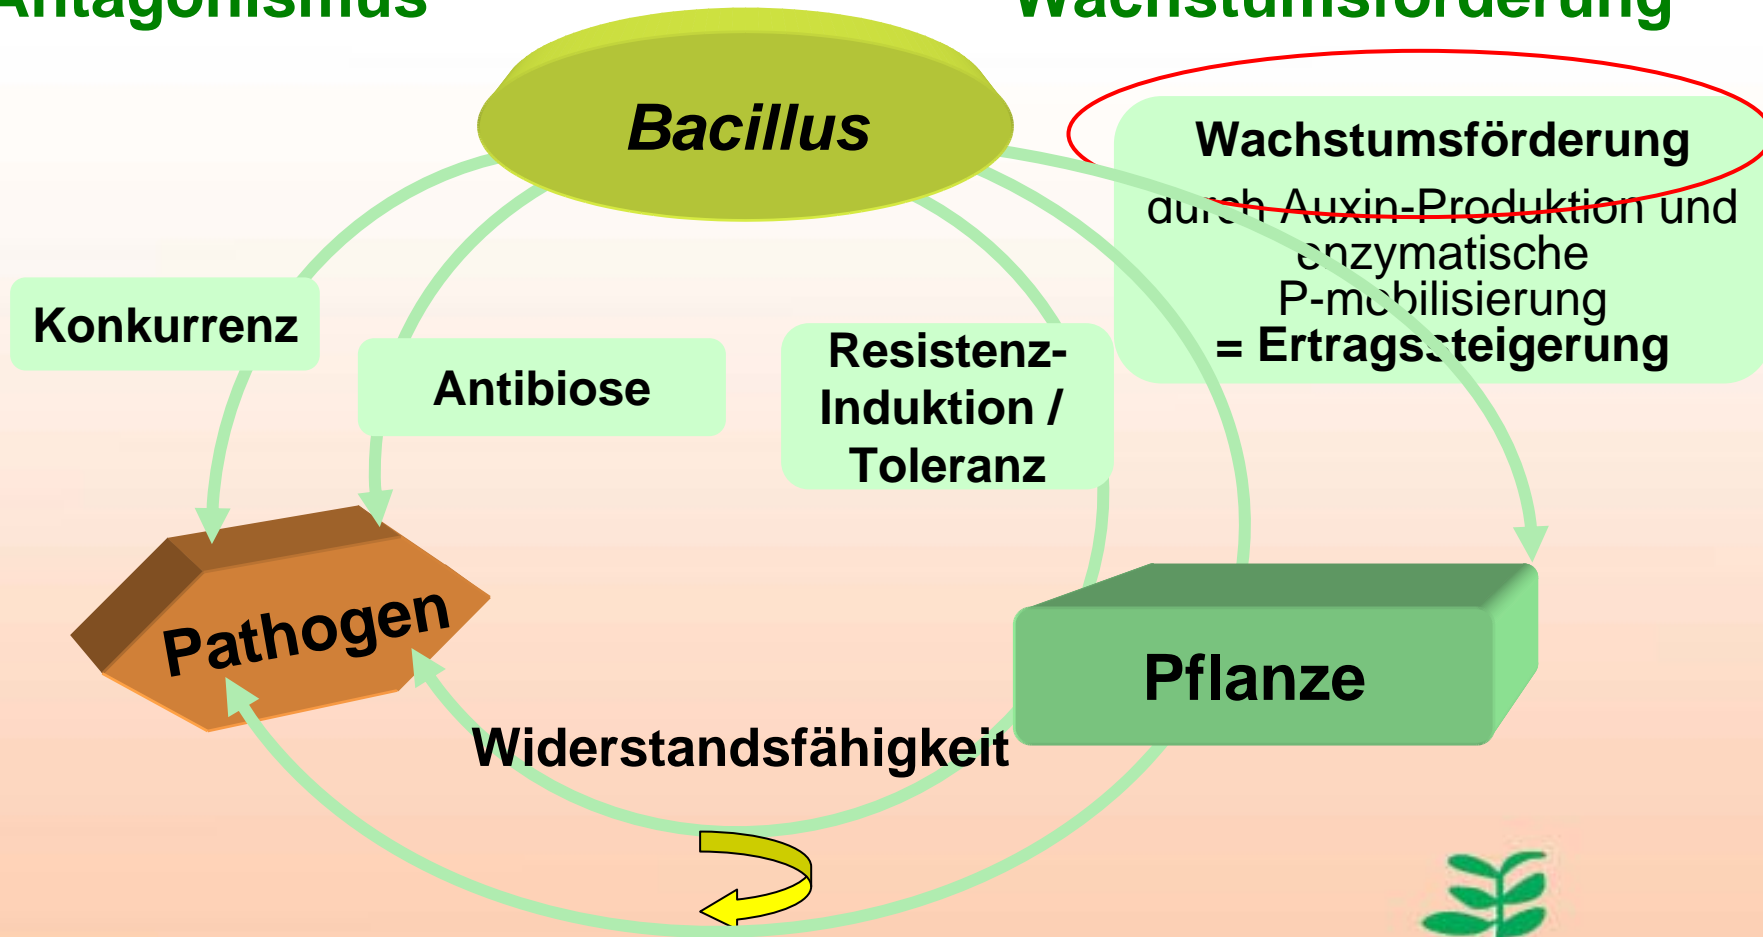 Antagonismus
Wachstumsförderung
Bacillus
Wachstumsförderung
durch Auxin-Produktion und
enzymatische
P-mobilisierung
= Ertragssteigerung
Konkurrenz
Antibiose
Resistenz-
Induktion /
Toleranz
Pathogen
Pflanze
Widerstandsfähigkeit